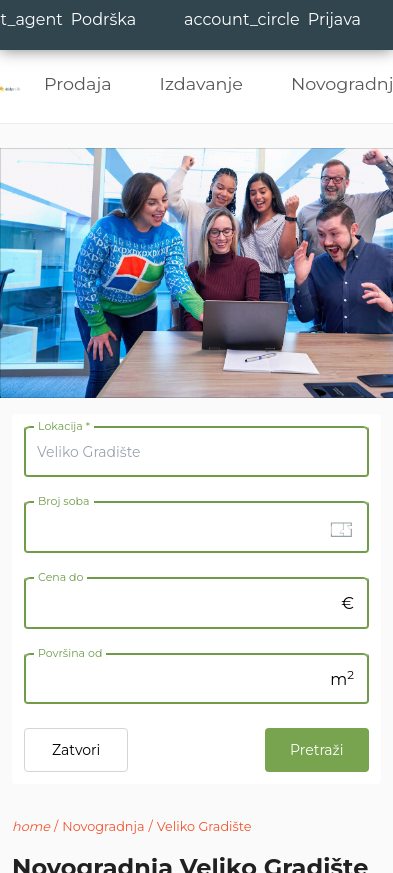 t_agent Podrška account_circle Prijava
Prodaja Izdavanje Novogradnj
Lokacija *
Veliko Gradište
Broj soba
Cena do
€
Površina od
m²
Zatvori Pretraži
home / Novogradnja / Veliko Gradište
Novogradnja Veliko Gradište